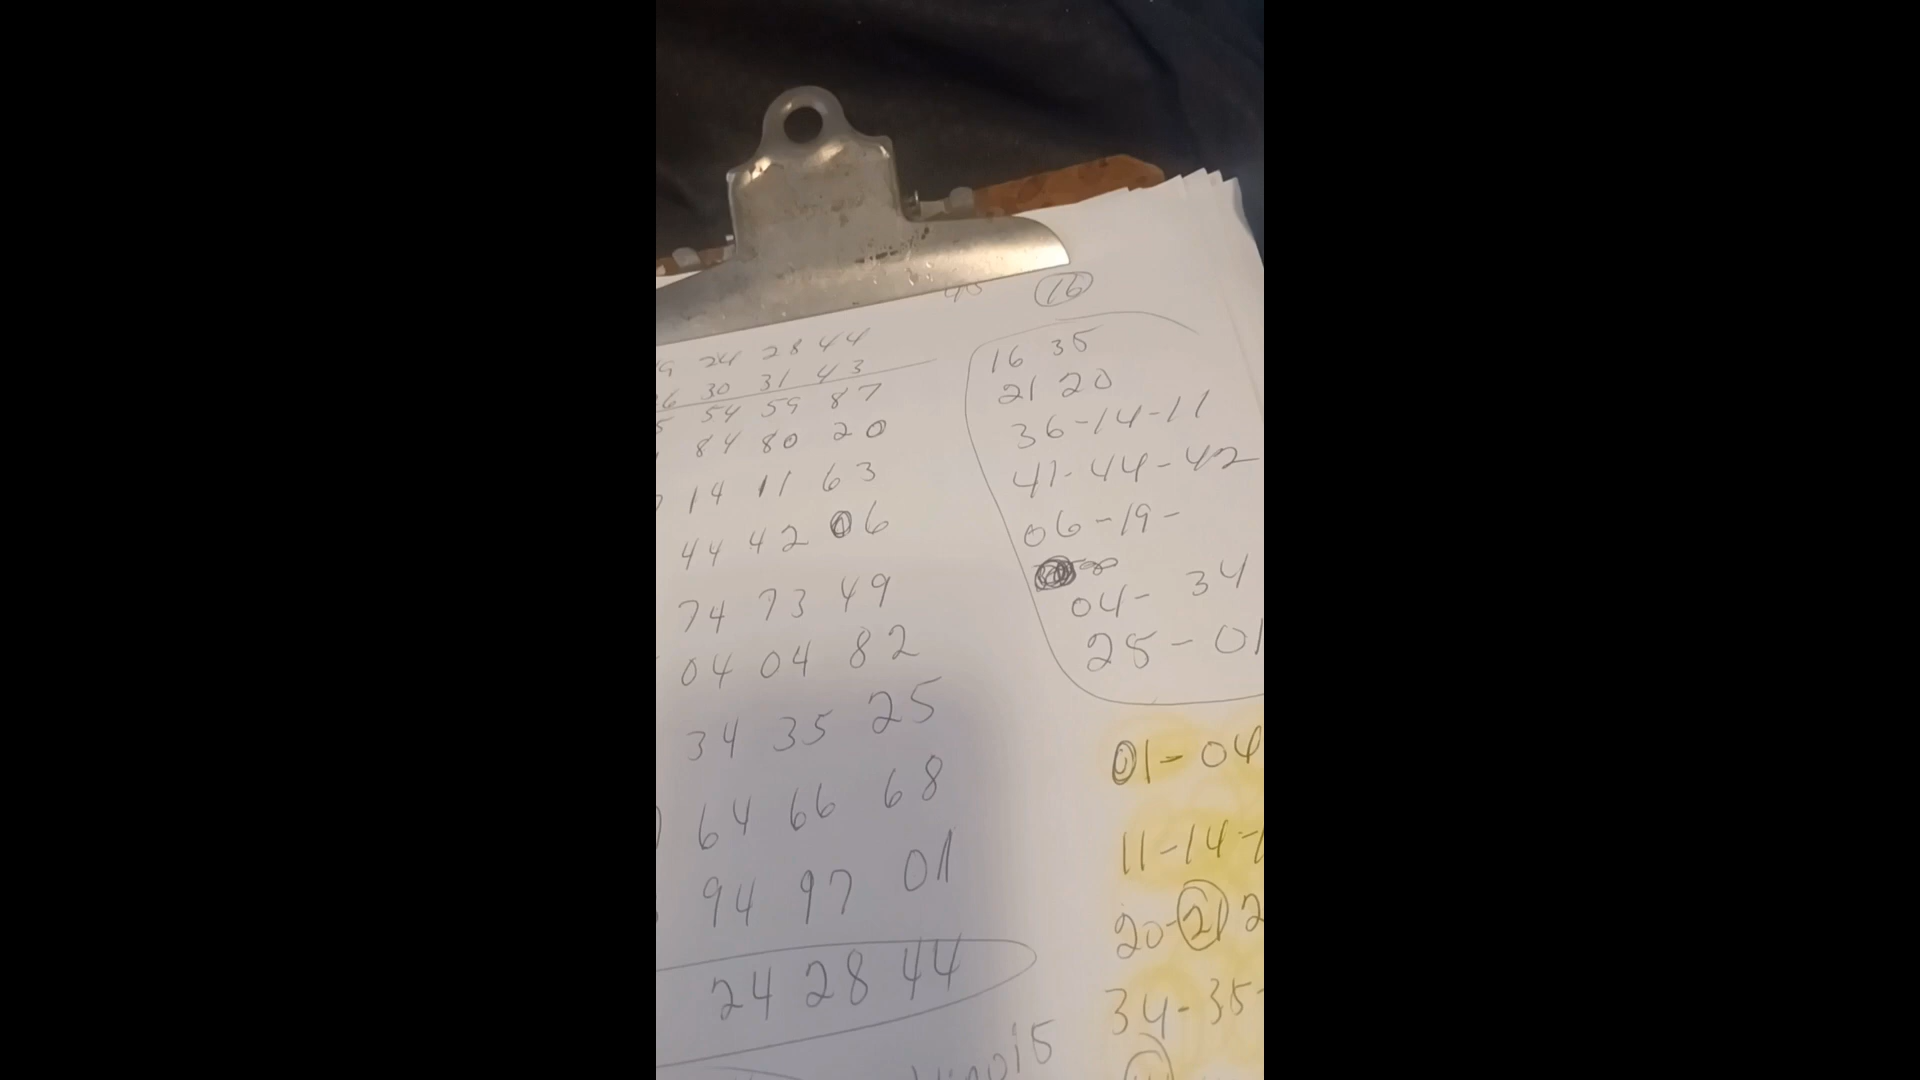 40
16
24 28 44
30 31 43
54 59 87
84 80 20
14 11 63
44 42 06
74 73 49
04 04 82
34 35 25
64 66 68
94 97 01
24 28 44
16 35
21 20
36-14-11
41-44-42
06-19-
04- 34
25-01
01-04
11-14-
20-21 2
34-35-